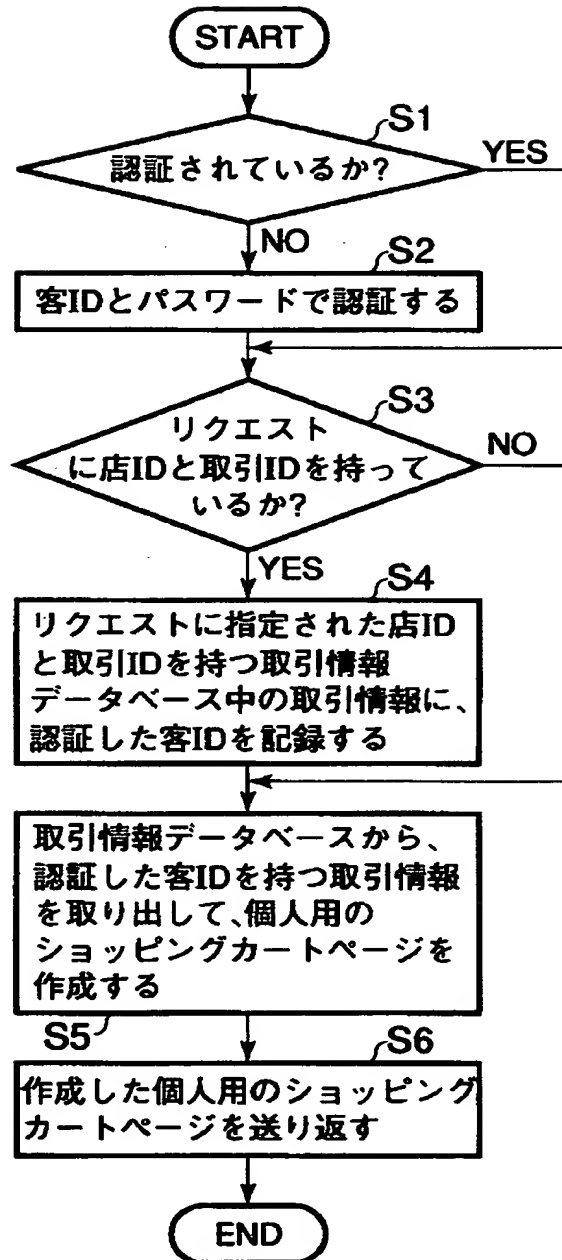 START
S1
認証されているか?
YES
NO
S2
客IDとパスワードで認証する
S3
リクエスト
に店IDと取引IDを持って
いるか?
NO
YES
S4
リクエストに指定された店ID
と取引IDを持つ取引情報
データベース中の取引情報に、
認証した客IDを記録する
取引情報データベースから、
認証した客IDを持つ取引情報
を取り出して、個人用の
ショッピングカートページを
作成する
S5
S6
作成した個人用のショッピング
カートページを送り返す
END